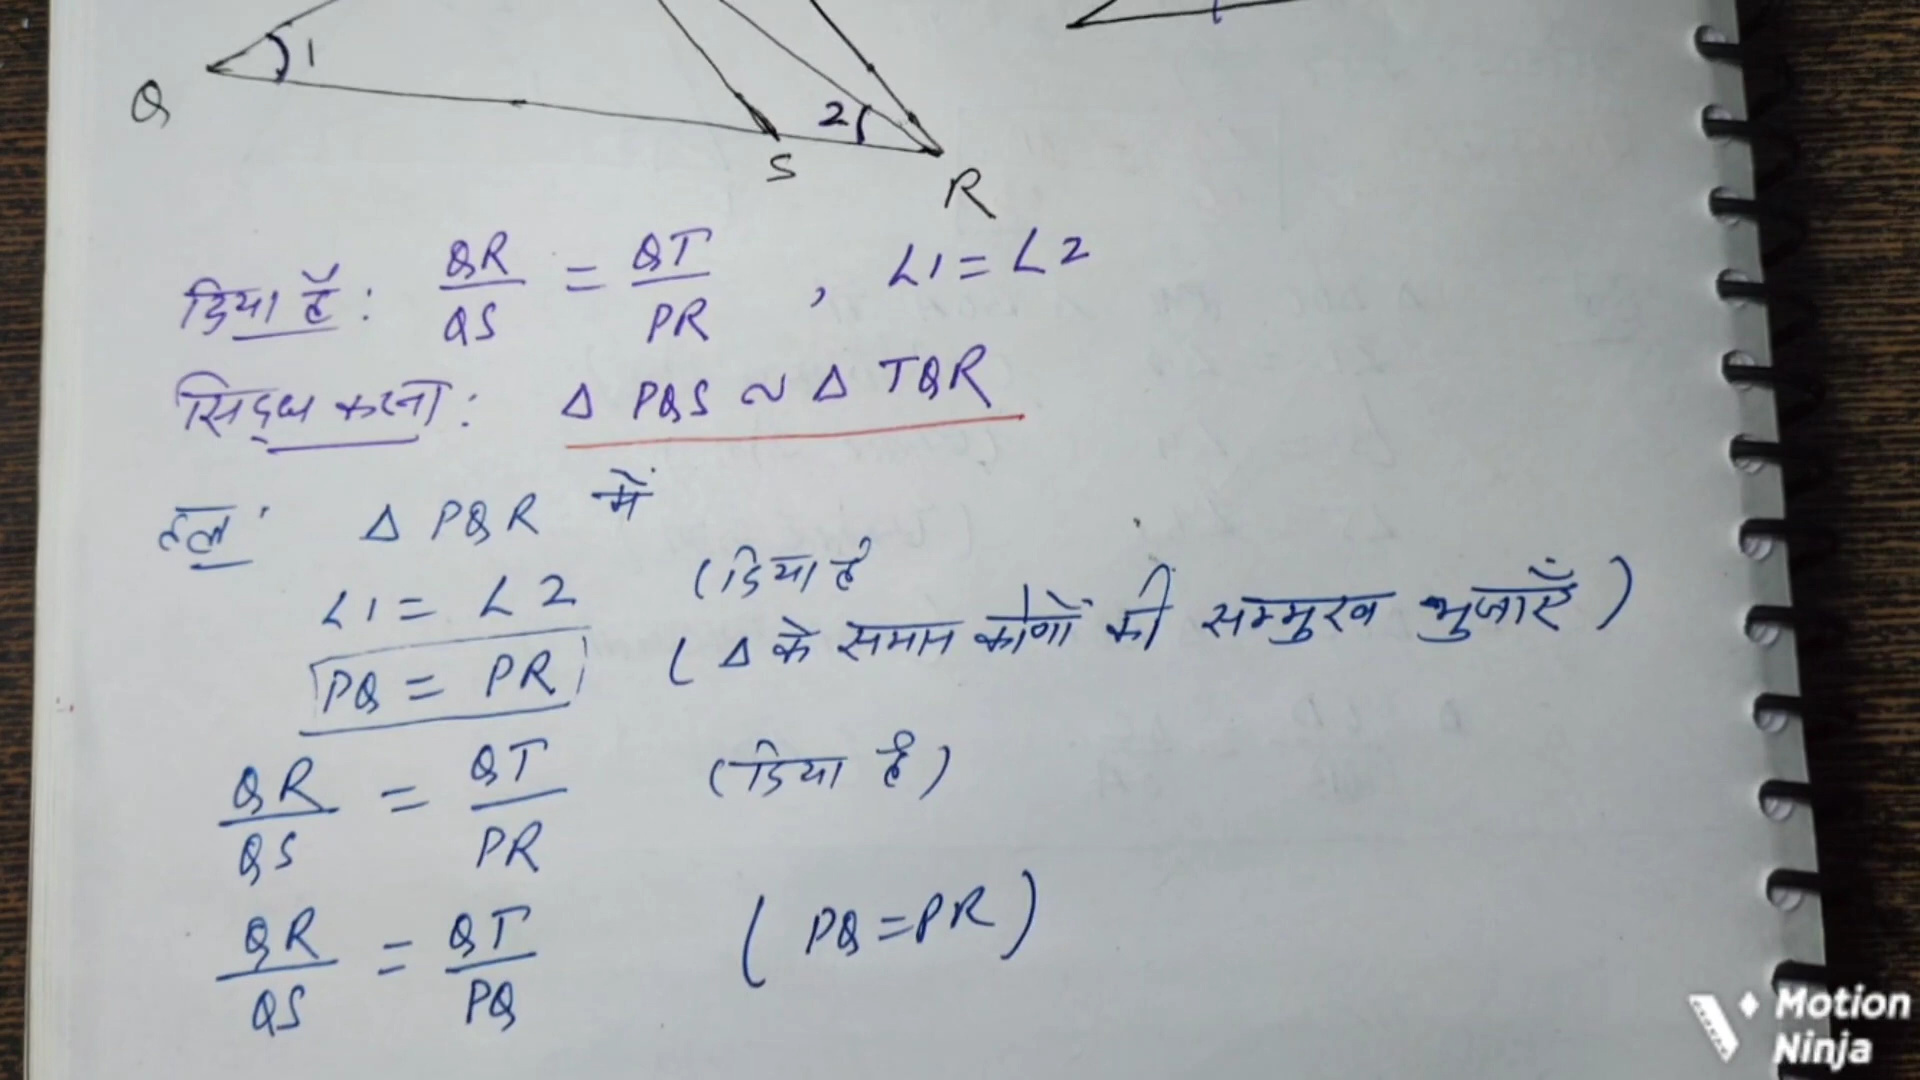 1
Q
2
S
R
दिया है : QR/QS = QT/PR , ∠1 = ∠2
सिद्ध करना : Δ PQS ~ Δ TQR
हल : Δ PQR में
∠1 = ∠2 (दिया है
PQ = PR ( Δ के समान कोणों की सम्मुख भुजाएँ )
QR/QS = QT/PR (दिया है)
QR/QS = QT/PQ ( PQ = PR )
Motion
Ninja